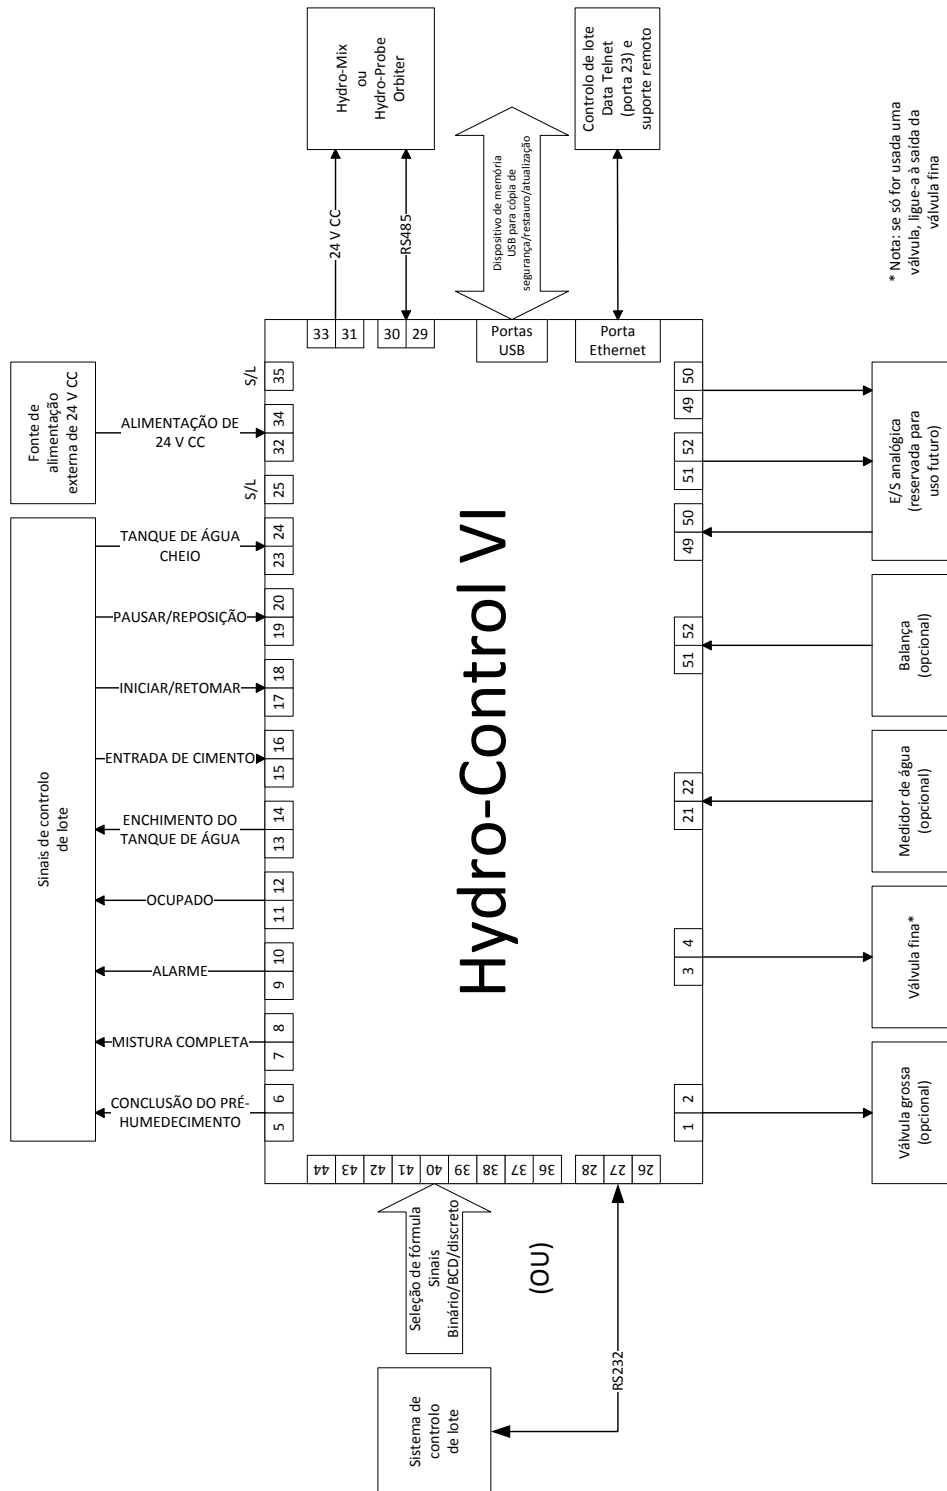 Hydro-Mix
ou
Hydro-Probe
Orbiter
Controlo de lote
Data Telnet
(porta 23) e
suporte remoto
* Nota: se só for usada uma
válvula, ligue-a à saída da
válvula fina
24 V CC
RS485
Dispositivo de memória
USB para cópia de
segurança/restauro/atualização
33
31
30
29
Portas
USB
Porta
Ethernet
Fonte de
alimentação
externa de 24 V CC
ALIMENTAÇÃO DE
24 V CC
S/L
35
34
32
S/L
25
Sinais de controlo
de lote
TANQUE DE ÁGUA
CHEIO
24
23
PAUSAR/REPOSIÇÃO
20
19
INICIAR/RETOMAR
18
17
ENTRADA DE CIMENTO
16
15
ENCHIMENTO DO
TANQUE DE ÁGUA
14
13
OCUPADO
12
11
ALARME
10
9
MISTURA COMPLETA
8
7
CONCLUSÃO DO PRÉ-
HUMEDECIMENTO
6
5
Hydro-Control VI
50
49
52
51
50
49
E/S analógica
(reservada para
uso futuro)
52
51
Balança
(opcional)
22
21
Medidor de água
(opcional)
4
3
Válvula fina*
2
1
Válvula grossa
(opcional)
44
43
42
41
40
39
38
37
36
28
27
26
Seleção de fórmula
Sinais
Binário/BCD/discreto
(OU)
RS232
Sistema de
controlo
de lote